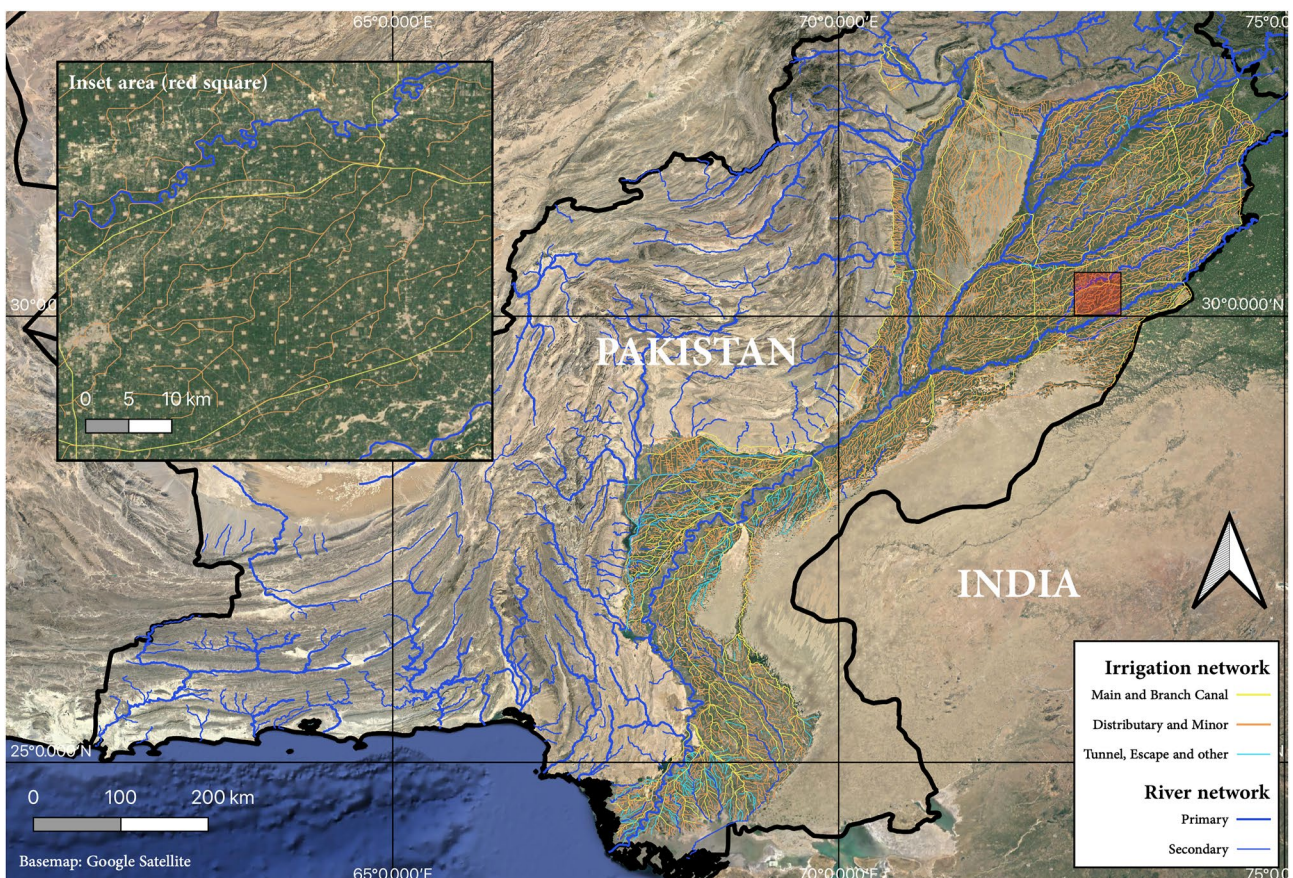 65°0.000′E
70°0.000′E
75°0.0
Inset area (red square)
0 5 10 km
30°0.00
30°0.000′N
PAKISTAN
INDIA
25°0.000′N
N
0 100 200 km
Basemap: Google Satellite
65°0.000′E
70°0.000′E
75°0.0
Irrigation network
Main and Branch Canal
Distributary and Minor
Tunnel, Escape and other
River network
Primary
Secondary